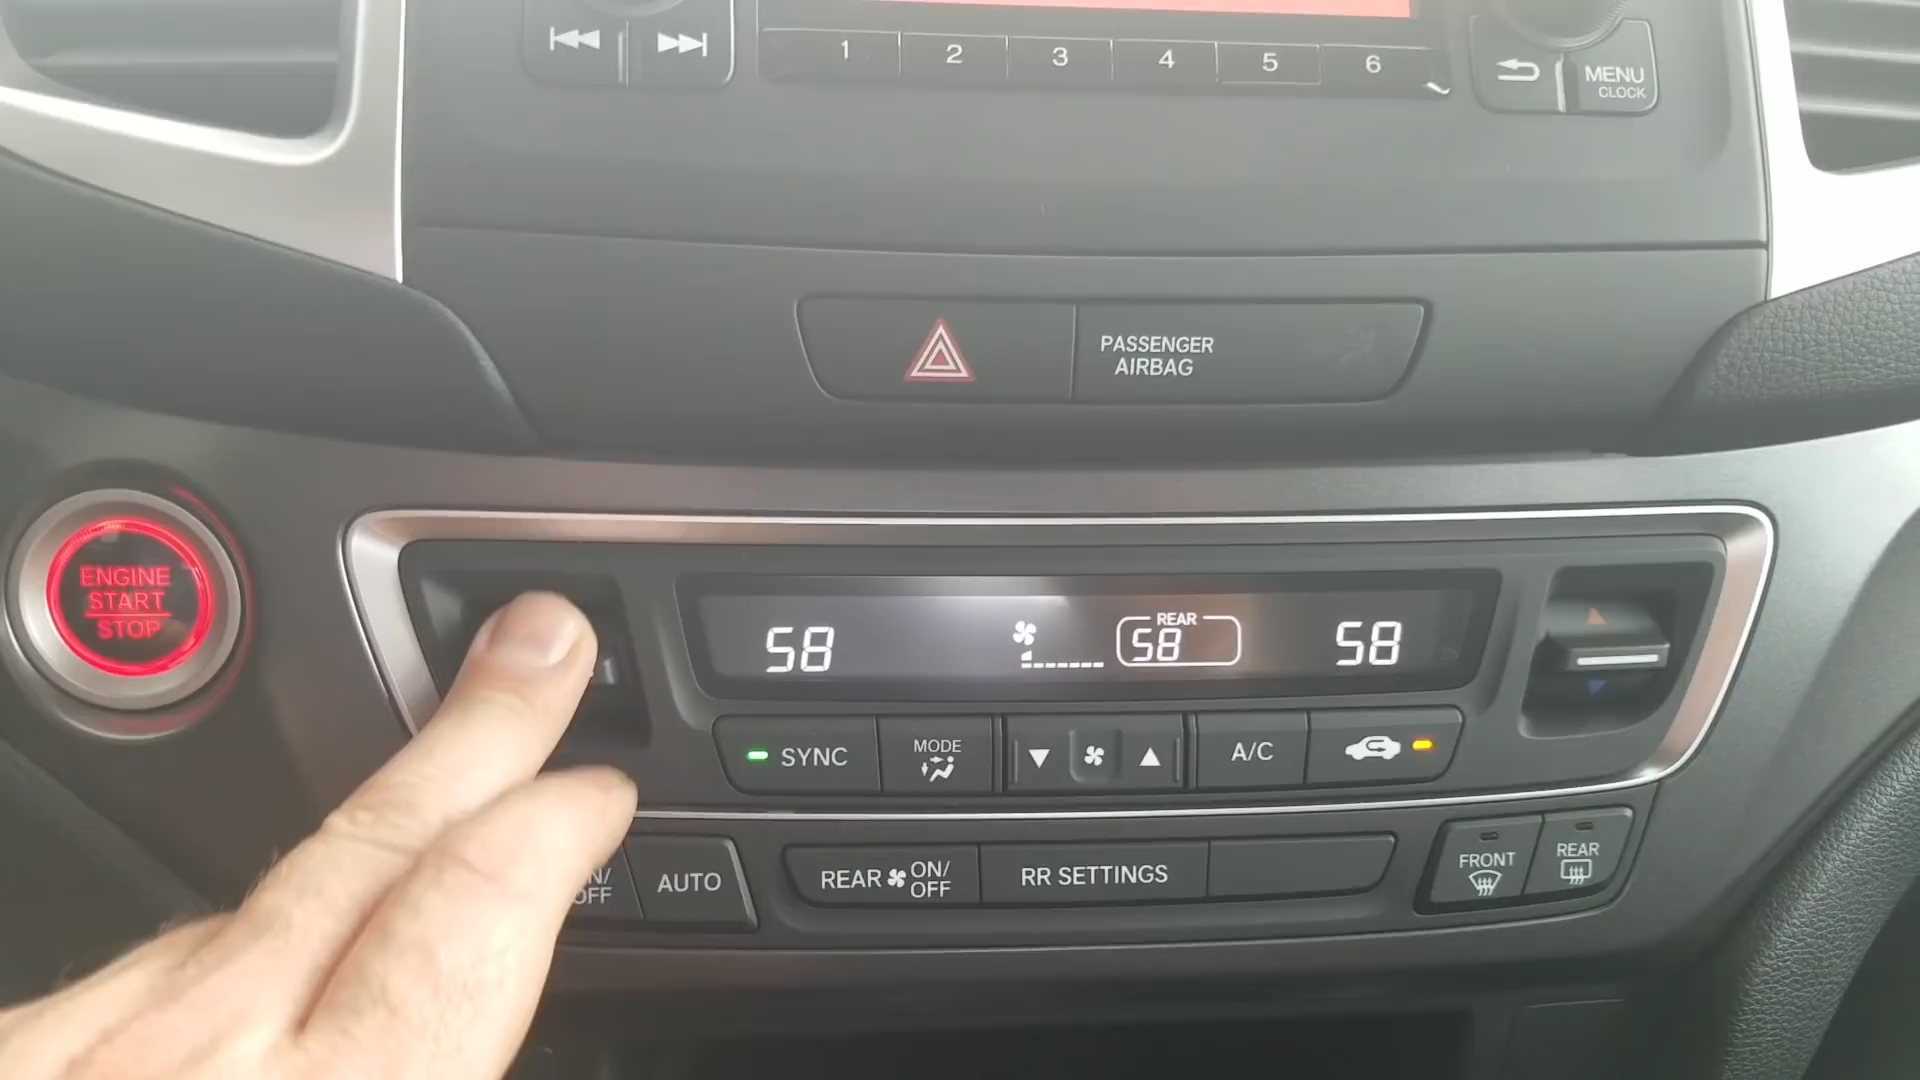 1 2 3 4 5 6
MENU
CLOCK
PASSENGER
AIRBAG
ENGINE
START
STOP
58
REAR
58
58
SYNC
MODE
A/C
OFF
AUTO
REAR ON/
OFF
RR SETTINGS
FRONT
REAR